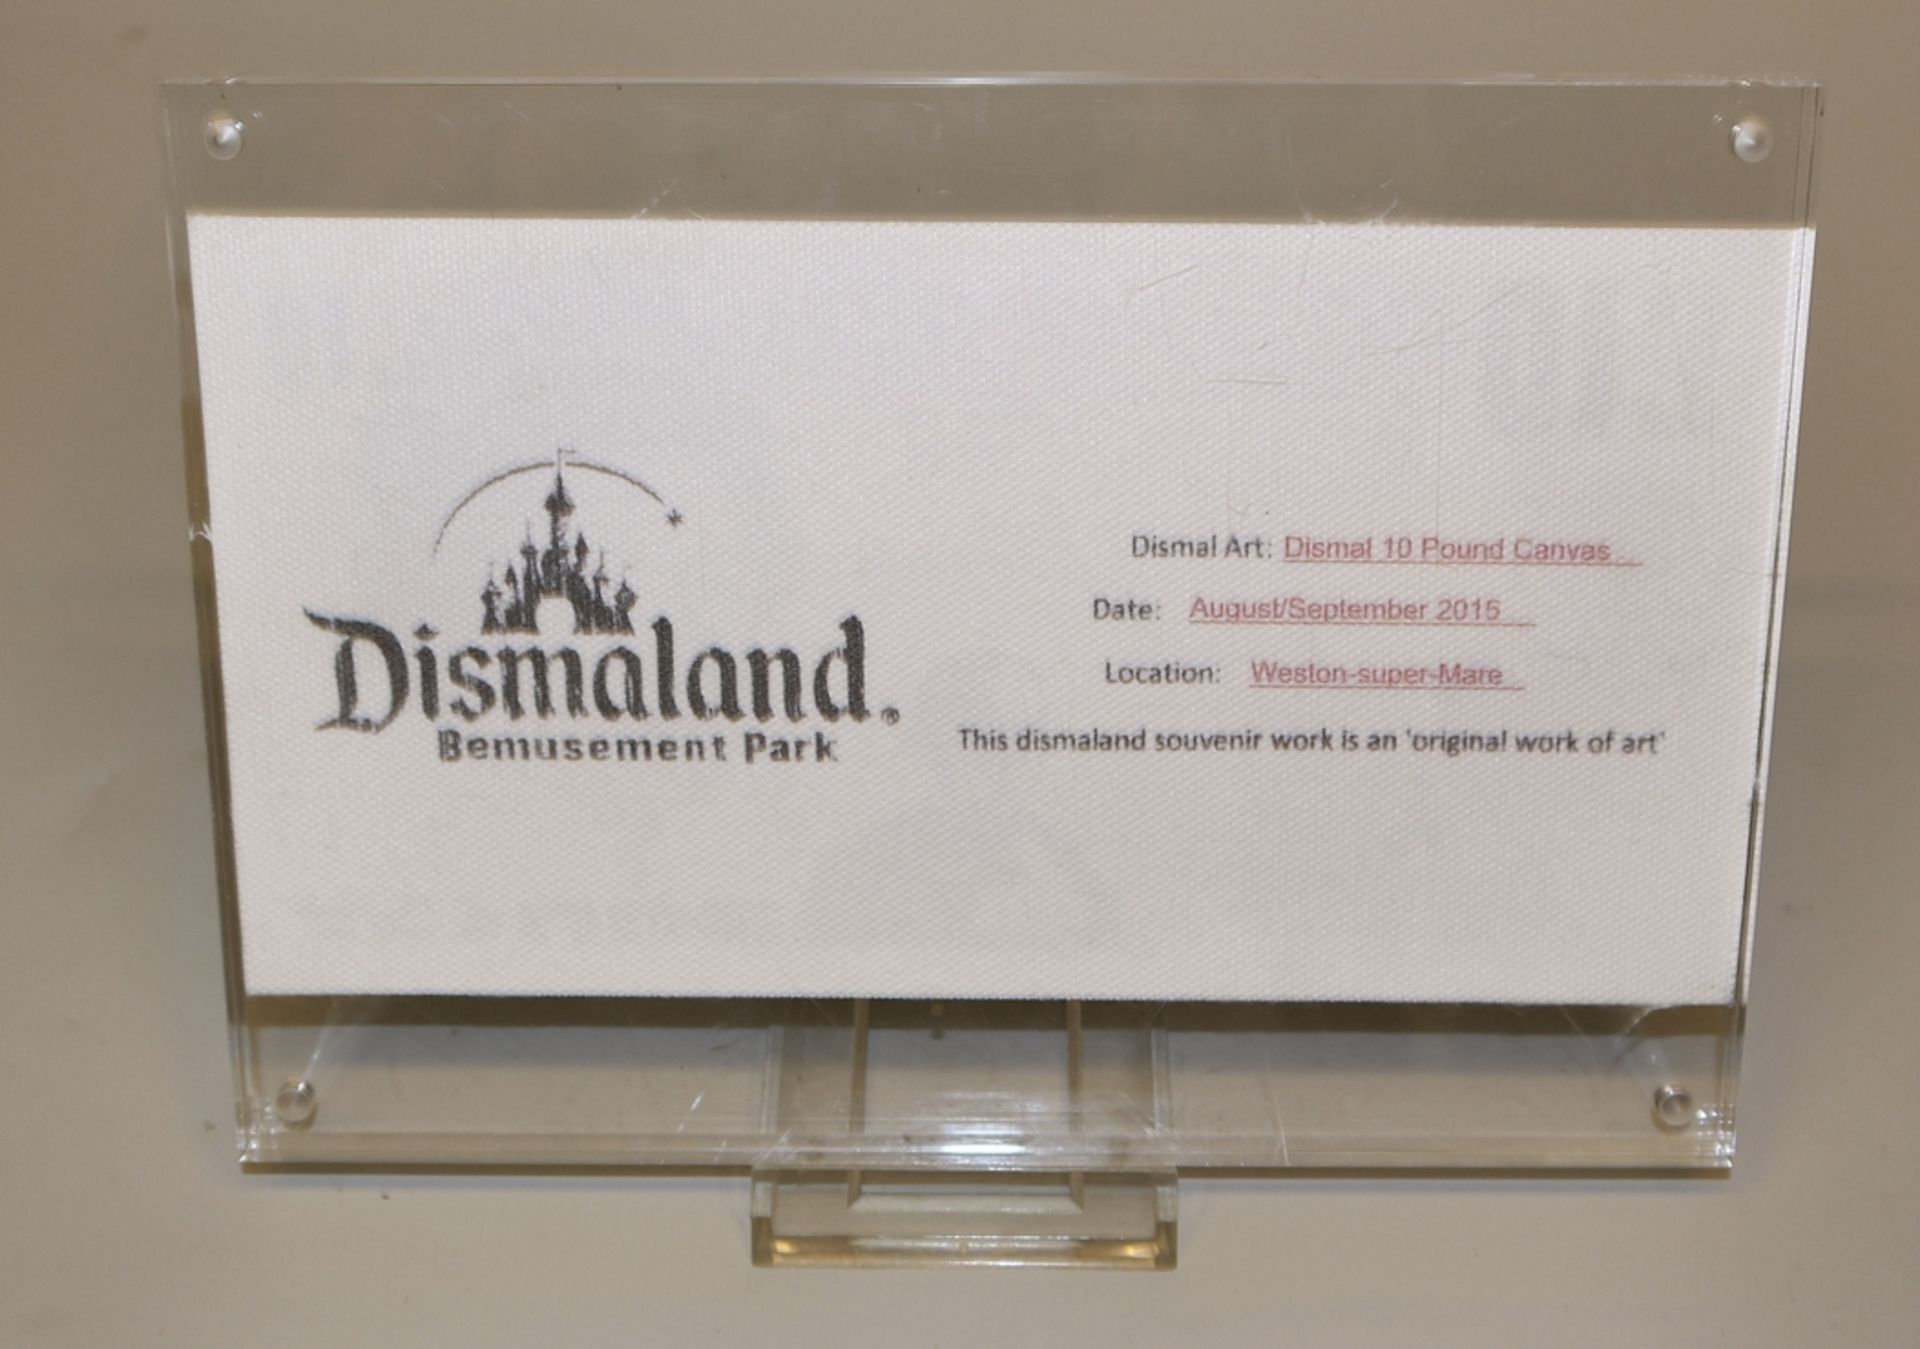 Dismaland®
Bemusement Park
Dismal Art: Dismal 10 Pound Canvas
Date: August/September 2015
Location: Weston-super-Mare
This dismaland souvenir work is an 'original work of art'